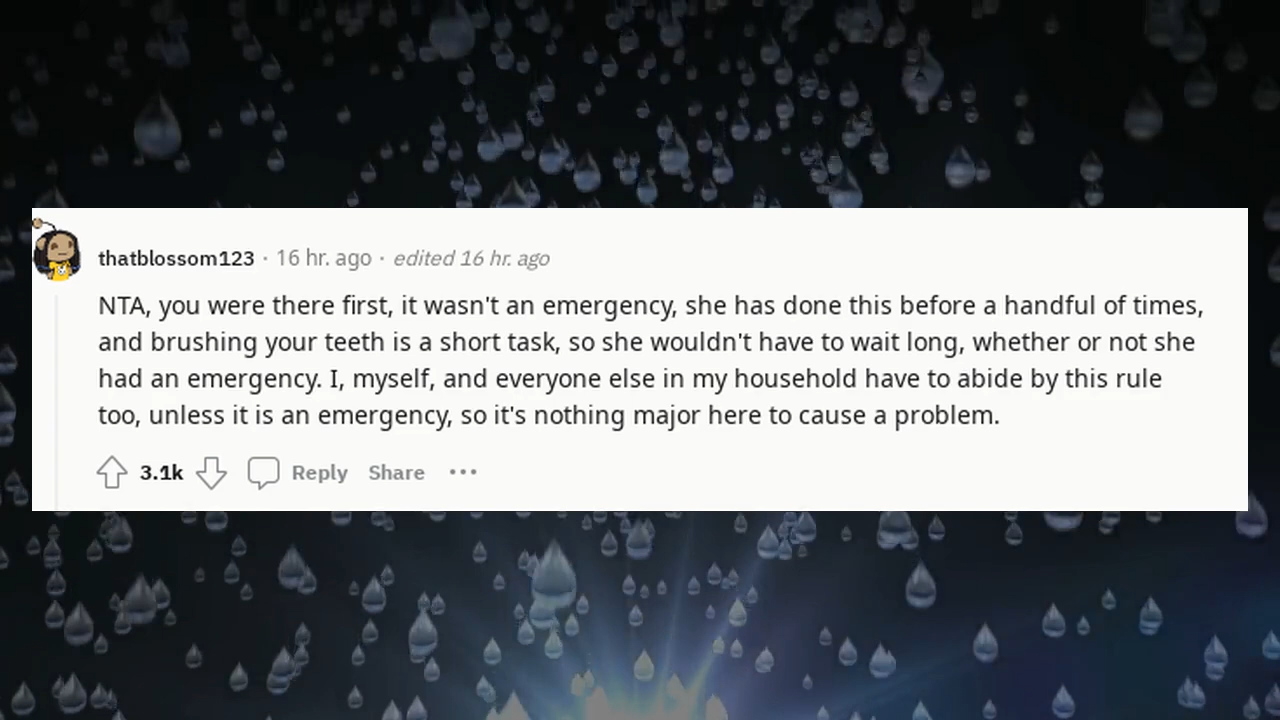 thatblossom123 · 16 hr. ago · edited 16 hr. ago
NTA, you were there first, it wasn't an emergency, she has done this before a handful of times,
and brushing your teeth is a short task, so she wouldn't have to wait long, whether or not she
had an emergency. I, myself, and everyone else in my household have to abide by this rule
too, unless it is an emergency, so it's nothing major here to cause a problem.
3.1k Reply Share